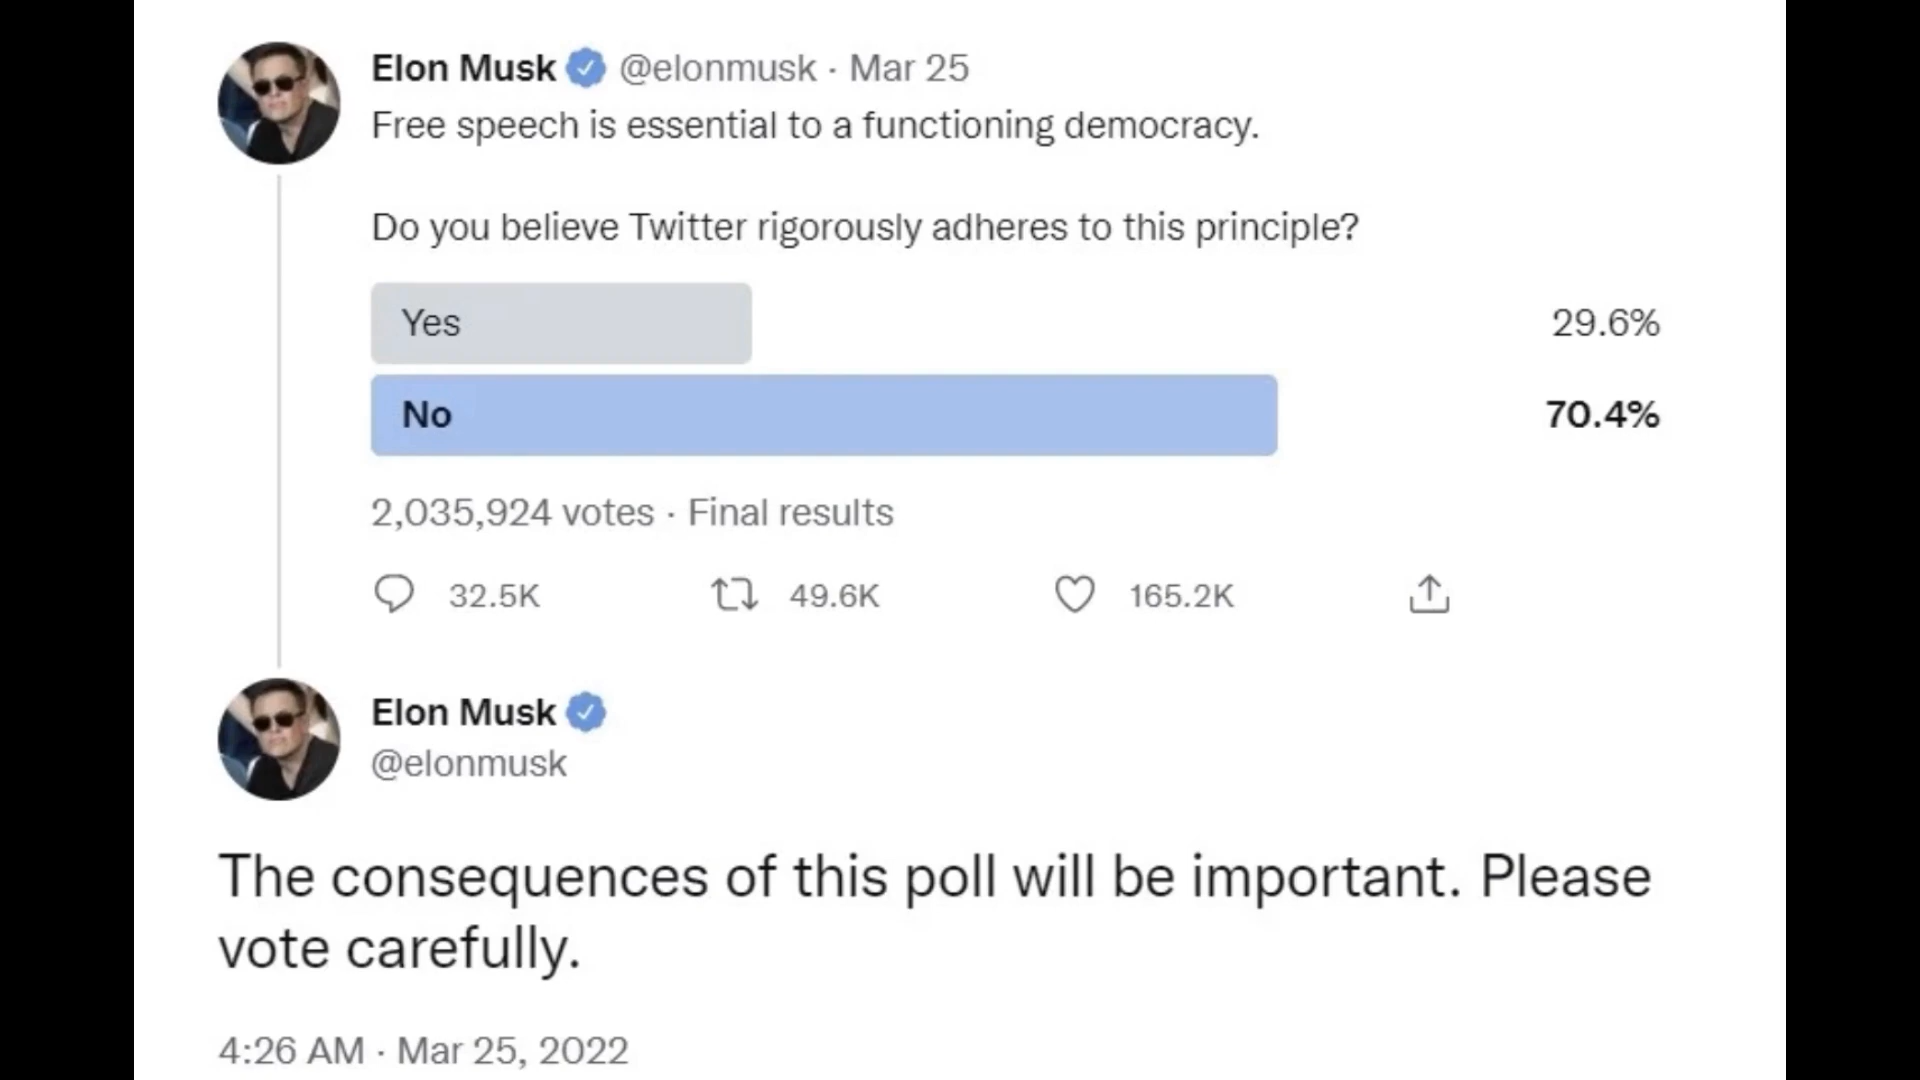 Elon Musk @elonmusk · Mar 25
Free speech is essential to a functioning democracy.
Do you believe Twitter rigorously adheres to this principle?
Yes 29.6%
No 70.4%
2,035,924 votes · Final results
32.5K 49.6K 165.2K
Elon Musk
@elonmusk
The consequences of this poll will be important. Please
vote carefully.
4:26 AM · Mar 25, 2022